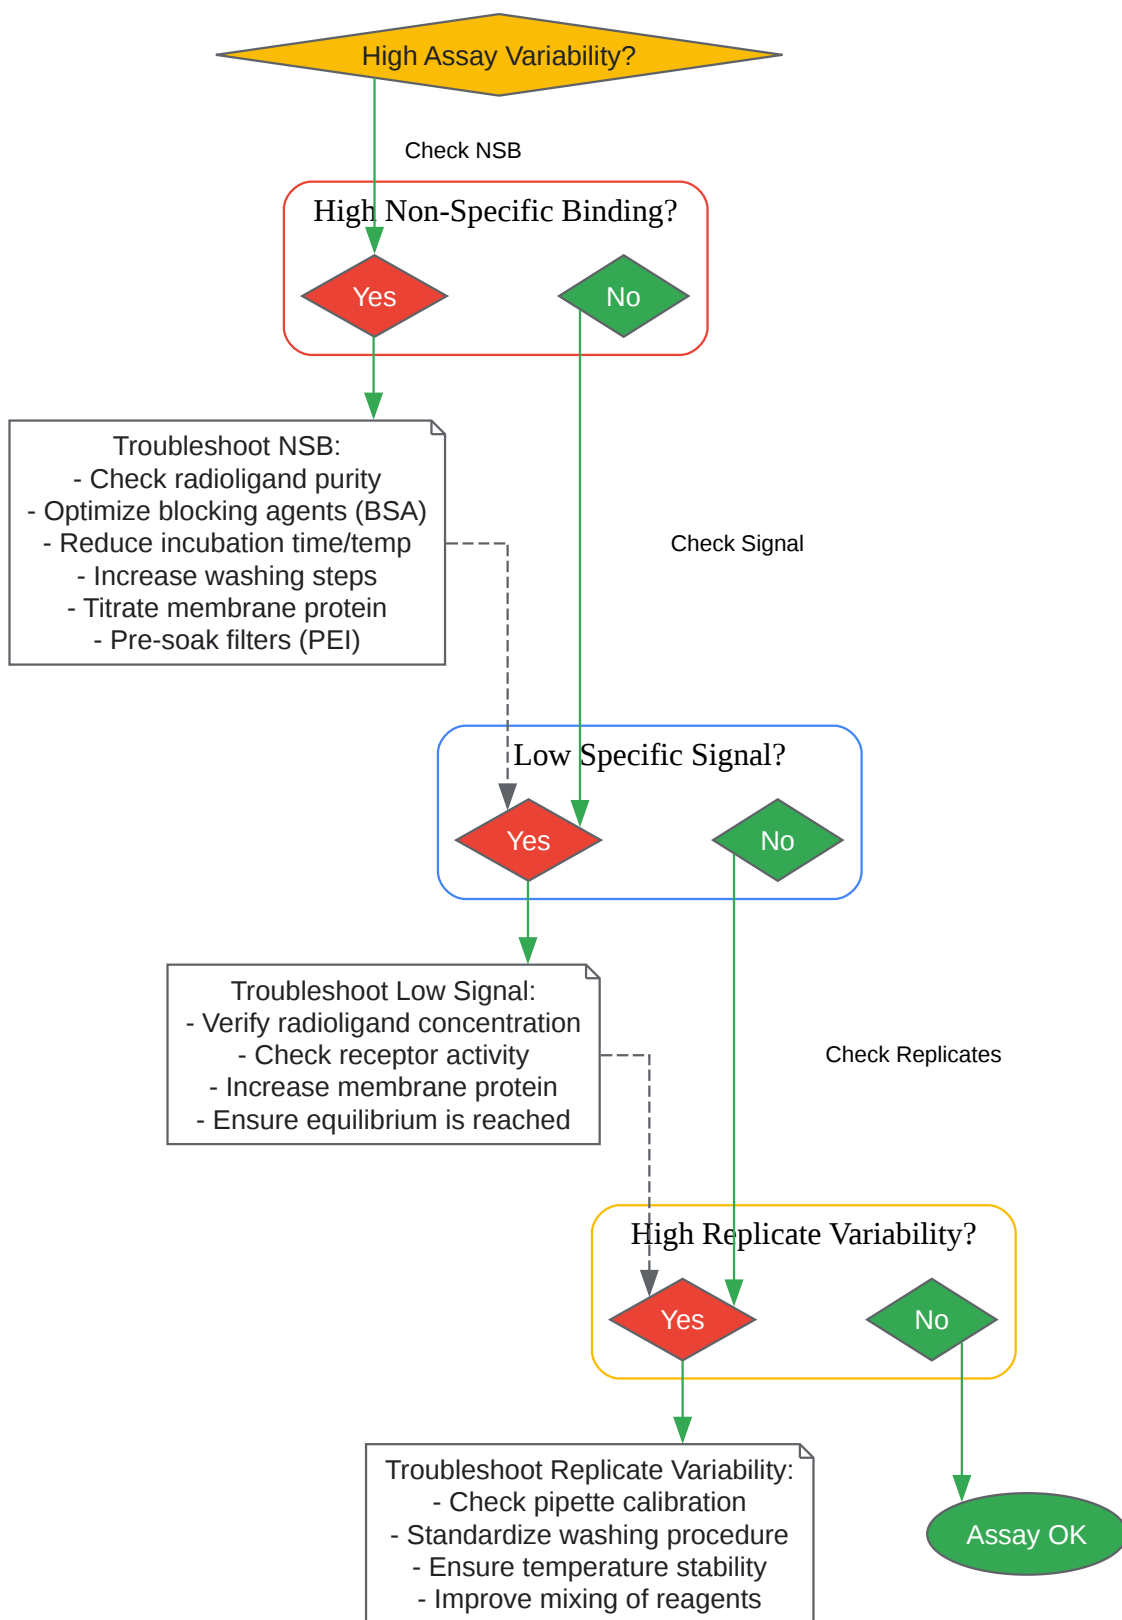 High Assay Variability?
Check NSB
High Non-Specific Binding?
Yes
No
Troubleshoot NSB:
- Check radioligand purity
- Optimize blocking agents (BSA)
- Reduce incubation time/temp
- Increase washing steps
- Titrate membrane protein
- Pre-soak filters (PEI)
Check Signal
Low Specific Signal?
Yes
No
Troubleshoot Low Signal:
- Verify radioligand concentration
- Check receptor activity
- Increase membrane protein
- Ensure equilibrium is reached
Check Replicates
High Replicate Variability?
Yes
No
Troubleshoot Replicate Variability:
- Check pipette calibration
- Standardize washing procedure
- Ensure temperature stability
- Improve mixing of reagents
Assay OK